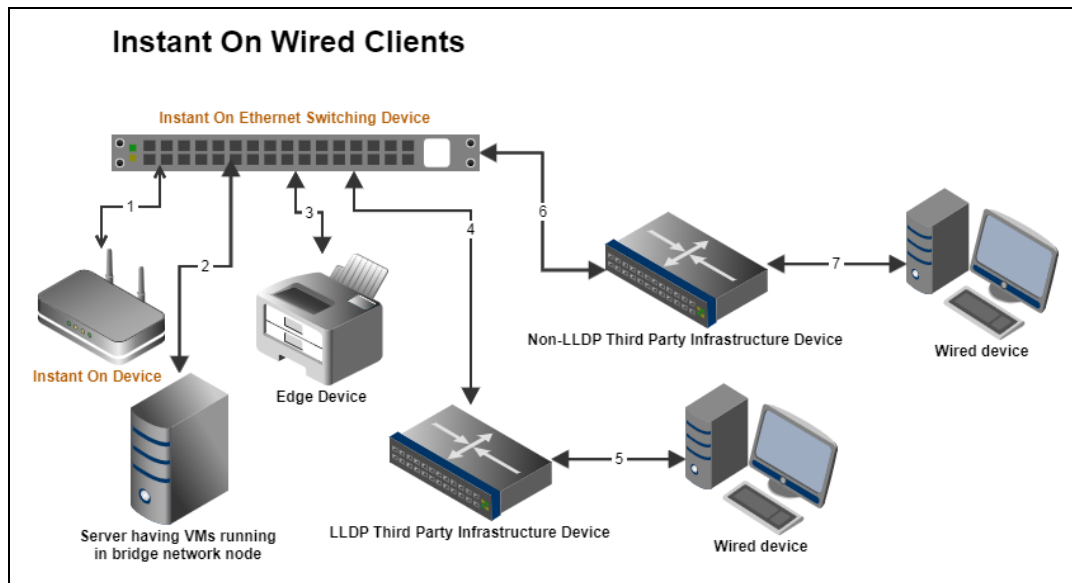 Instant On Wired Clients
Instant On Ethernet Switching Device
1
2
3
4
6
7
Instant On Device
Edge Device
Non-LLDP Third Party Infrastructure Device
Wired device
5
Server having VMs running
in bridge network node
LLDP Third Party Infrastructure Device
Wired device